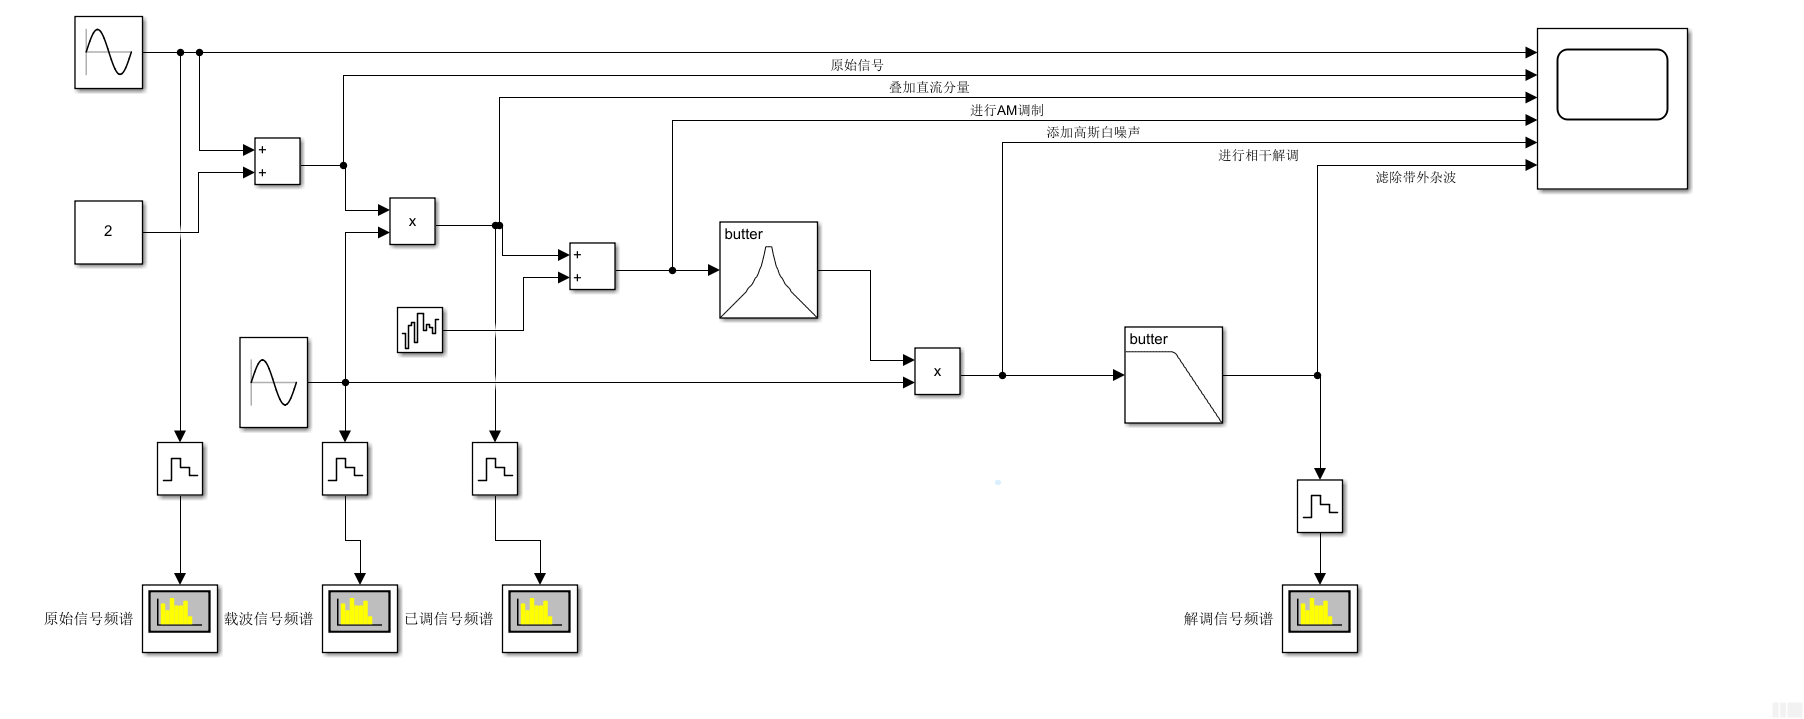 原始信号
叠加直流分量
进行AM调制
添加高斯白噪声
进行相干解调
滤除带外杂波
+
+
2
x
+
+
butter
x
butter
原始信号频谱
载波信号频谱
已调信号频谱
解调信号频谱